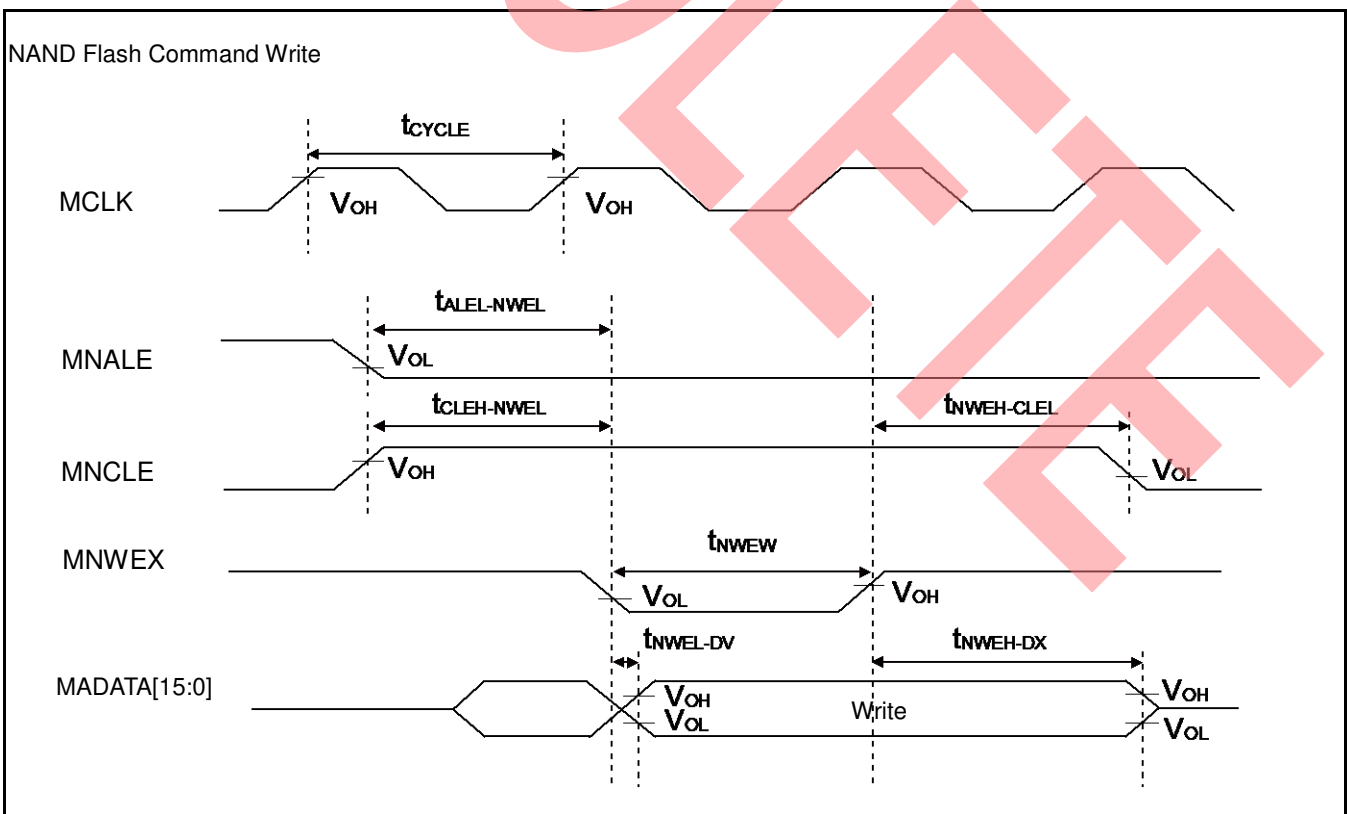 NAND Flash Command Write
tCYCLE
MCLK
VOH
VOH
tALEL-NWEL
MNALE
VOL
tCLEH-NWEL
tNWEH-CLEL
MNCLE
VOH
VOL
tNWEW
MNWEX
VOL
VOH
tNWEL-DV
tNWEH-DX
MADATA[15:0]
VOH
VOL
Write
VOH
VOL